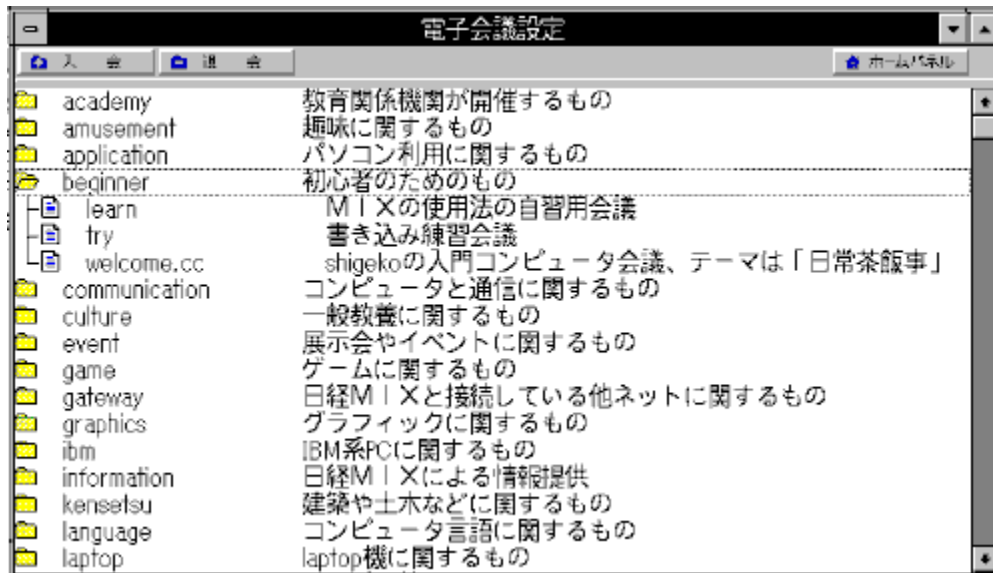 電子会議設定
入 会 退 会 ホームパネル
academy 教育関係機関が開催するもの
amusement 趣味に関するもの
application パソコン利用に関するもの
beginner 初心者のためのもの
learn MIXの使用法の自習用会議
try 書き込み練習会議
welcome.cc shigekoの入門コンピュータ会議、テーマは「日常茶飯事」
communication コンピュータと通信に関するもの
culture 一般教養に関するもの
event 展示会やイベントに関するもの
game ゲームに関するもの
gateway 日経MIXと接続している他ネットに関するもの
graphics グラフィックに関するもの
ibm IBM系PCに関するもの
information 日経MIXによる情報提供
kensetsu 建築や土木などに関するもの
language コンピュータ言語に関するもの
laptop laptop機に関するもの